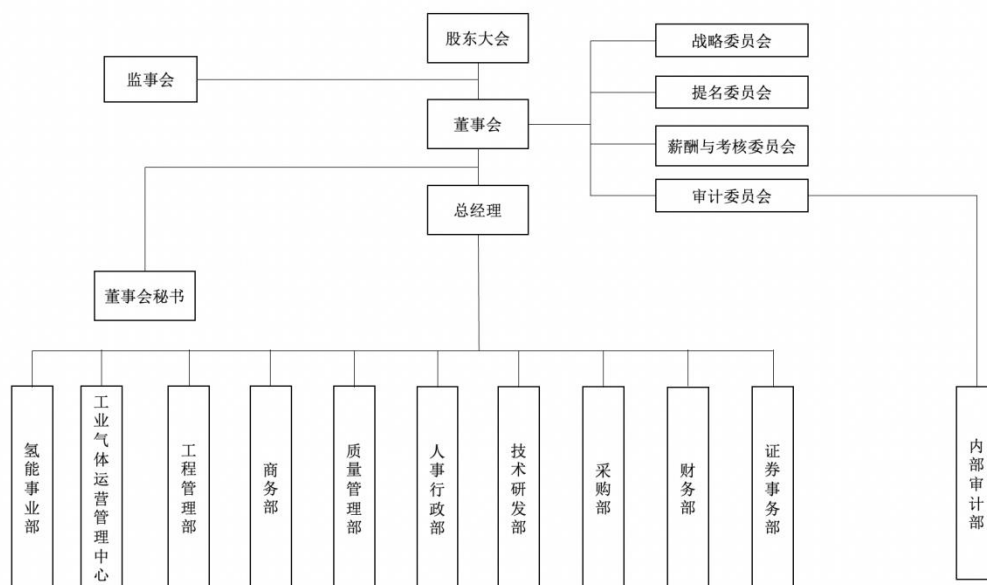 股东大会
战略委员会
监事会
提名委员会
董事会
薪酬与考核委员会
审计委员会
总经理
董事会秘书
氢能事业部
工业气体运营管理中心
工程管理部
商务部
质量管理部
人事行政部
技术研发部
采购部
财务部
证券事务部
内部审计部